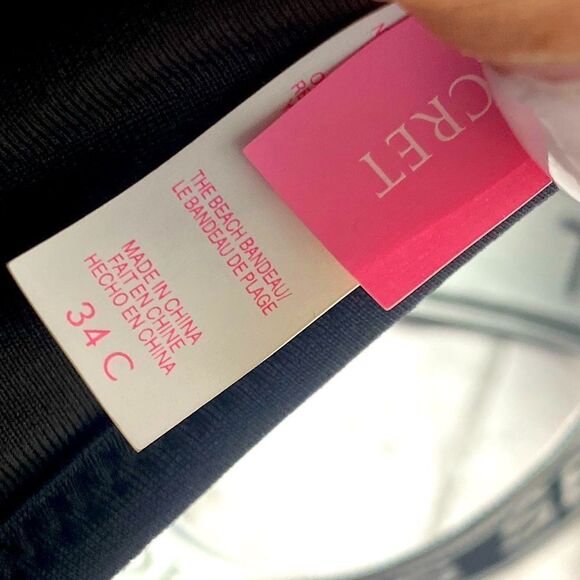 CRET
THE BEACH BANDEAU/
LE BANDEAU DE PLAGE
MADE IN CHINA
FAIT EN CHINE
HECHO EN CHINA
34 C